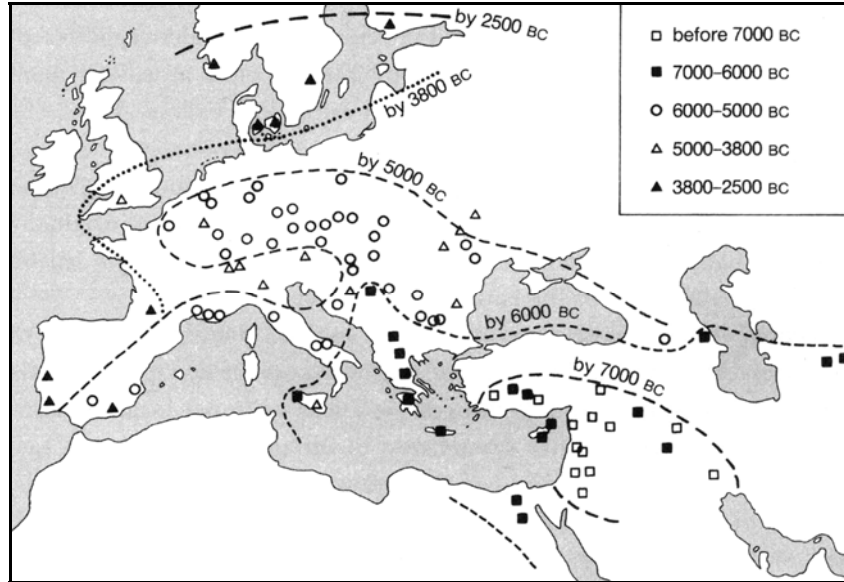 by 2500 BC
by 3800 BC
by 5000 BC
by 6000 BC
by 7000 BC
before 7000 BC
7000–6000 BC
6000–5000 BC
5000–3800 BC
3800–2500 BC